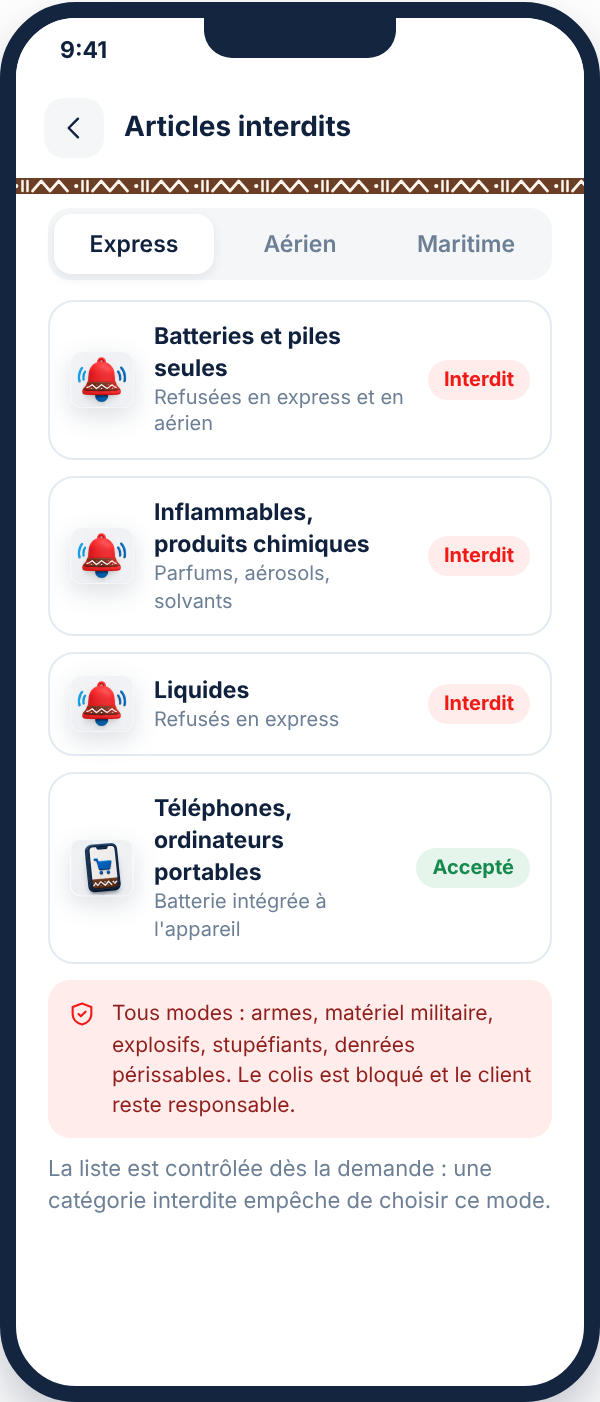 9:41
Articles interdits
Express
Aérien
Maritime
Batteries et piles
seules
Refusées en express et en
aérien
Interdit
Inflammables,
produits chimiques
Parfums, aérosols,
solvants
Interdit
Liquides
Refusés en express
Interdit
Téléphones,
ordinateurs
portables
Batterie intégrée à
l'appareil
Accepté
Tous modes : armes, matériel militaire,
explosifs, stupéfiants, denrées
périssables. Le colis est bloqué et le client
reste responsable.
La liste est contrôlée dès la demande : une
catégorie interdite empêche de choisir ce mode.